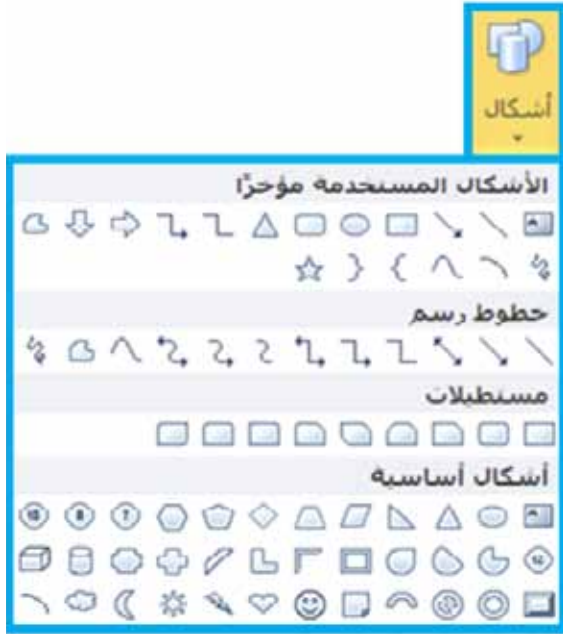 أشكال
الأشكال المستخدمة مؤخرًا
خطوط رسم
مستطيلات
أشكال أساسية